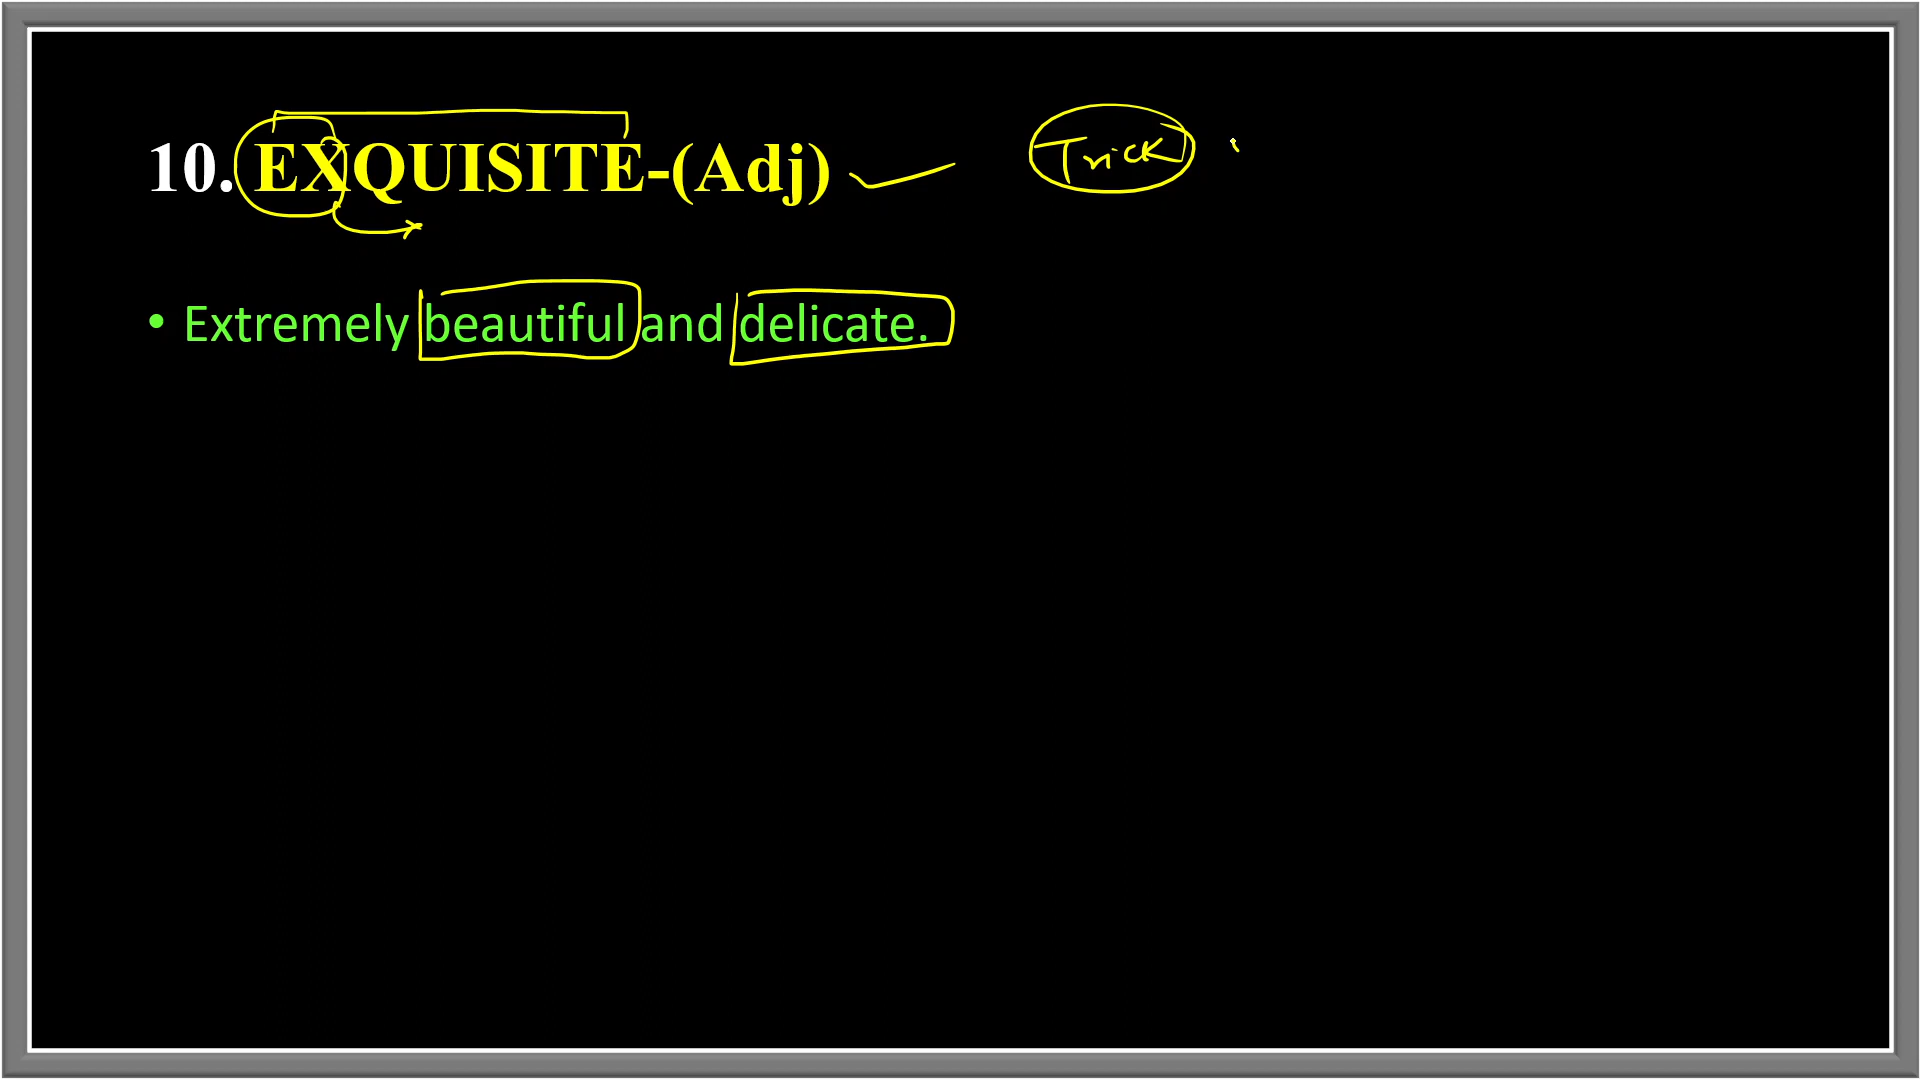 10. EXQUISITE-(Adj) Trick
• Extremely beautiful and delicate.